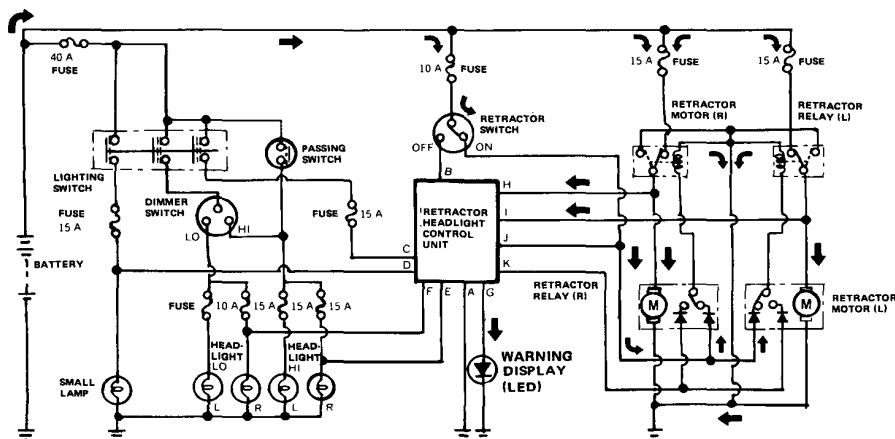 40 A
FUSE
10 A
FUSE
15 A
FUSE
15 A
FUSE
RETRACTOR
SWITCH
RETRACTOR
MOTOR (R)
RETRACTOR
RELAY (L)
OFF
ON
PASSING
SWITCH
LIGHTING
SWITCH
DIMMER
SWITCH
FUSE
15 A
LO
HI
FUSE
15 A
B
RETRACTOR
HEADLIGHT
CONTROL
UNIT
H
I
J
K
C
D
F
E
A
G
RETRACTOR
RELAY (R)
BATTERY
FUSE
10 A
15 A
15 A
15 A
M
M
RETRACTOR
MOTOR (L)
HEAD-
LIGHT
LO
HEAD-
LIGHT
HI
WARNING
DISPLAY
(LED)
SMALL
LAMP
L
R
L
R